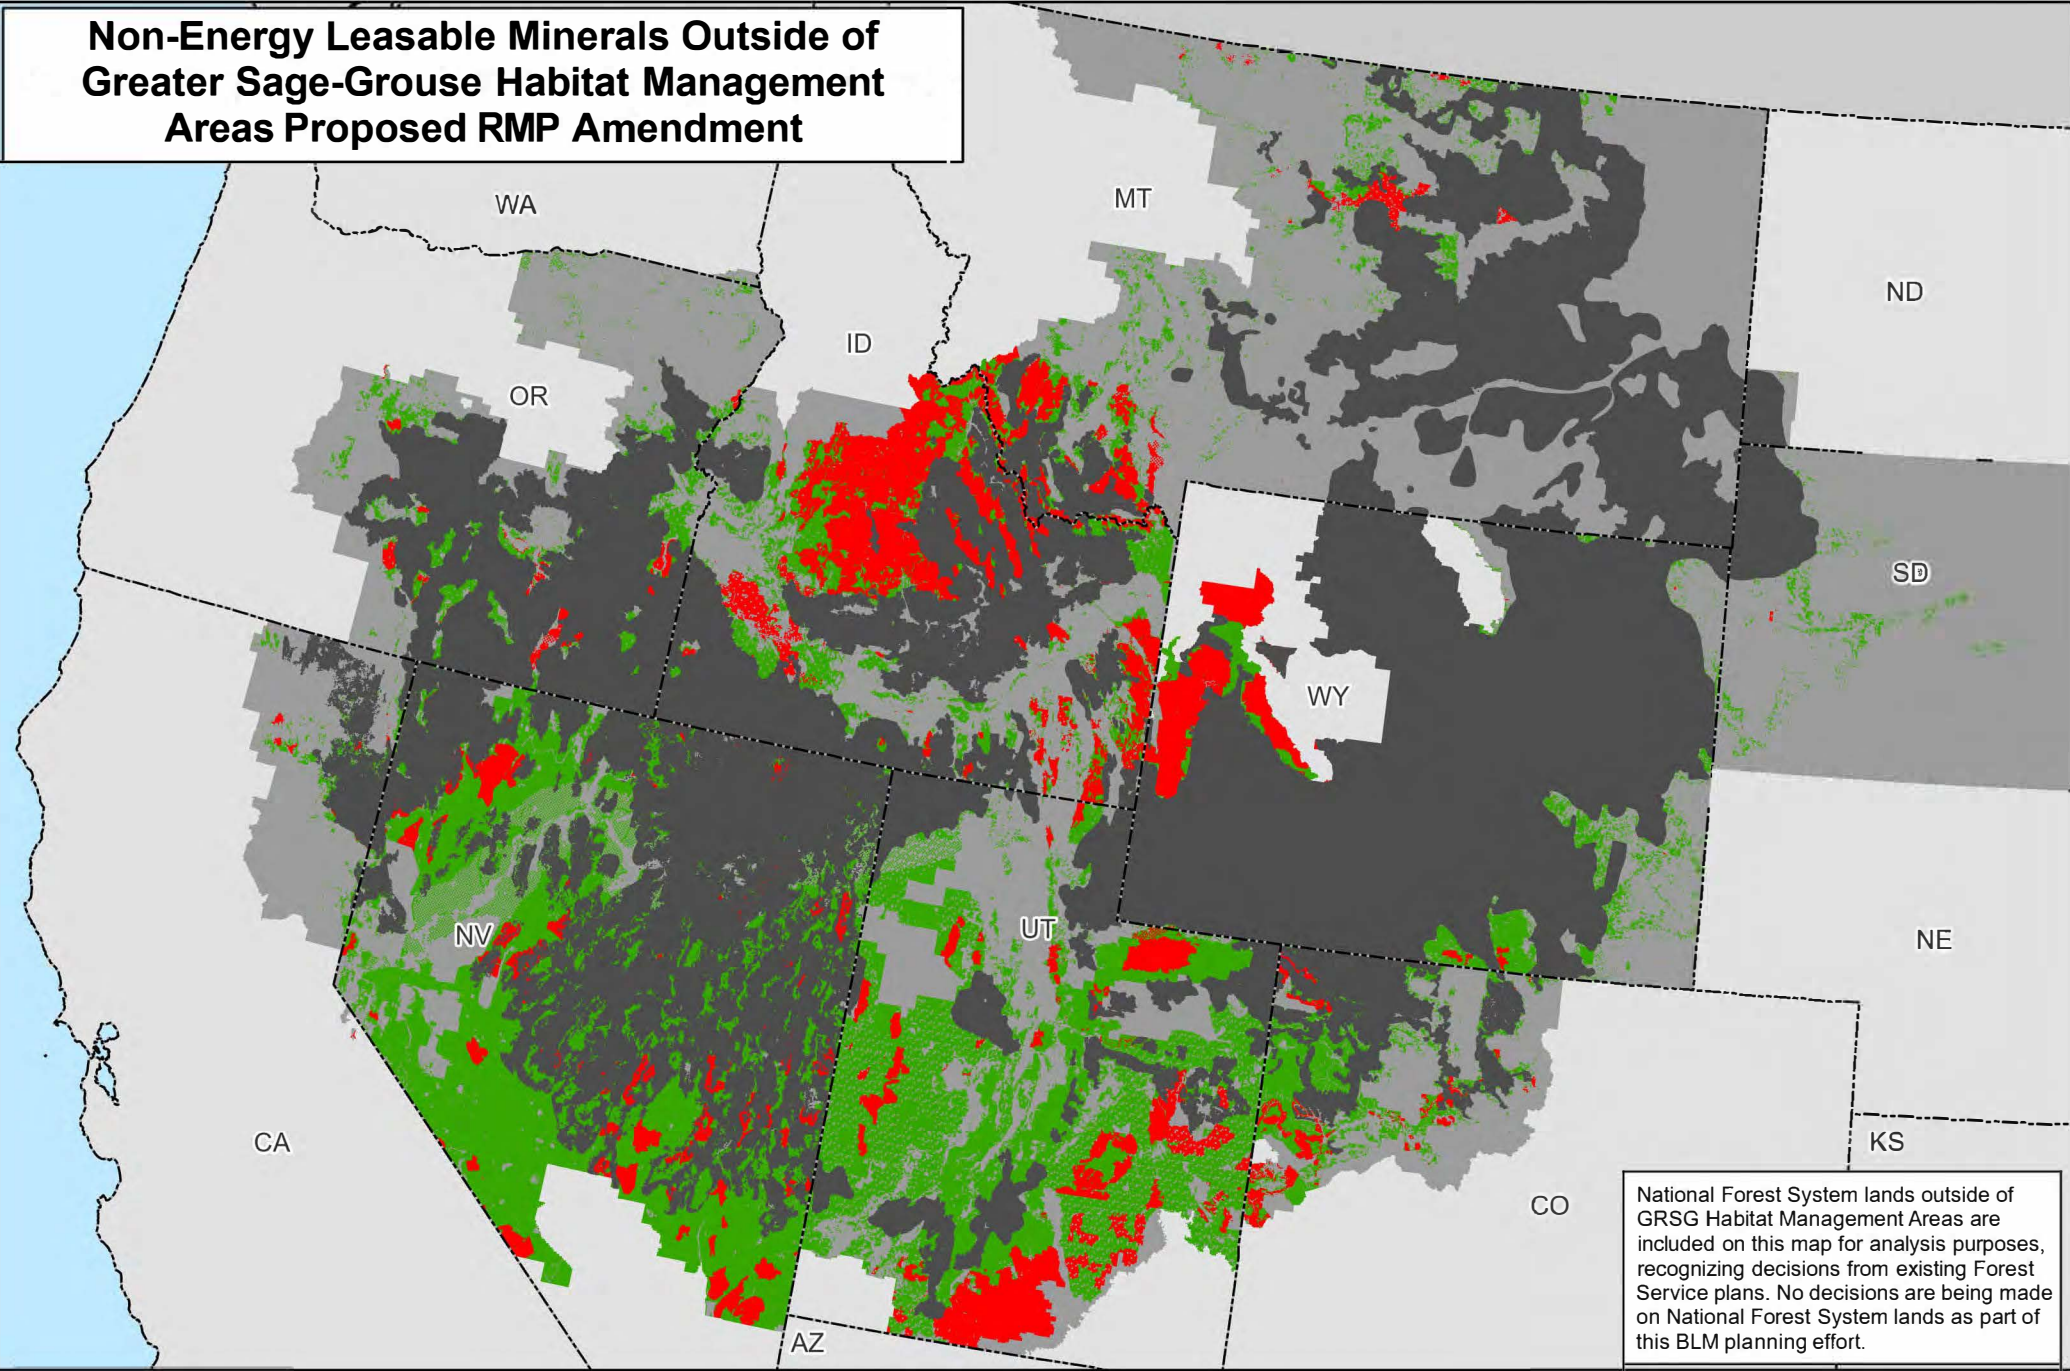 Non-Energy Leasable Minerals Outside of
Greater Sage-Grouse Habitat Management
Areas Proposed RMP Amendment
WA
MT
ND
ID
OR
SD
WY
NV
UT
NE
CA
KS
CO
AZ
National Forest System lands outside of
GRSG Habitat Management Areas are
included on this map for analysis purposes,
recognizing decisions from existing Forest
Service plans. No decisions are being made
on National Forest System lands as part of
this BLM planning effort.